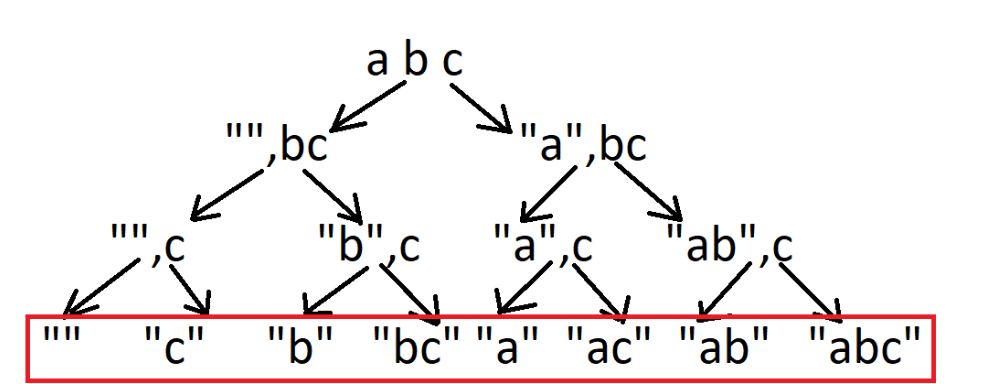 a b c
"",bc "a",bc
"",c "b",c "a",c "ab",c
"" "c" "b" "bc" "a" "ac" "ab" "abc"